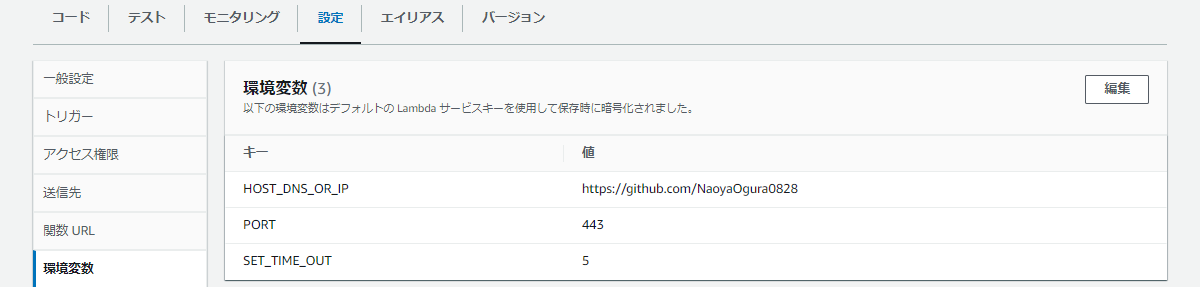 コード テスト モニタリング 設定 エイリアス バージョン
一般設定
トリガー
アクセス権限
送信先
関数 URL
環境変数
環境変数 (3)
編集
以下の環境変数はデフォルトの Lambda サービスキーを使用して保存時に暗号化されました。
キー 値
HOST_DNS_OR_IP https://github.com/NaoyaOgura0828
PORT 443
SET_TIME_OUT 5